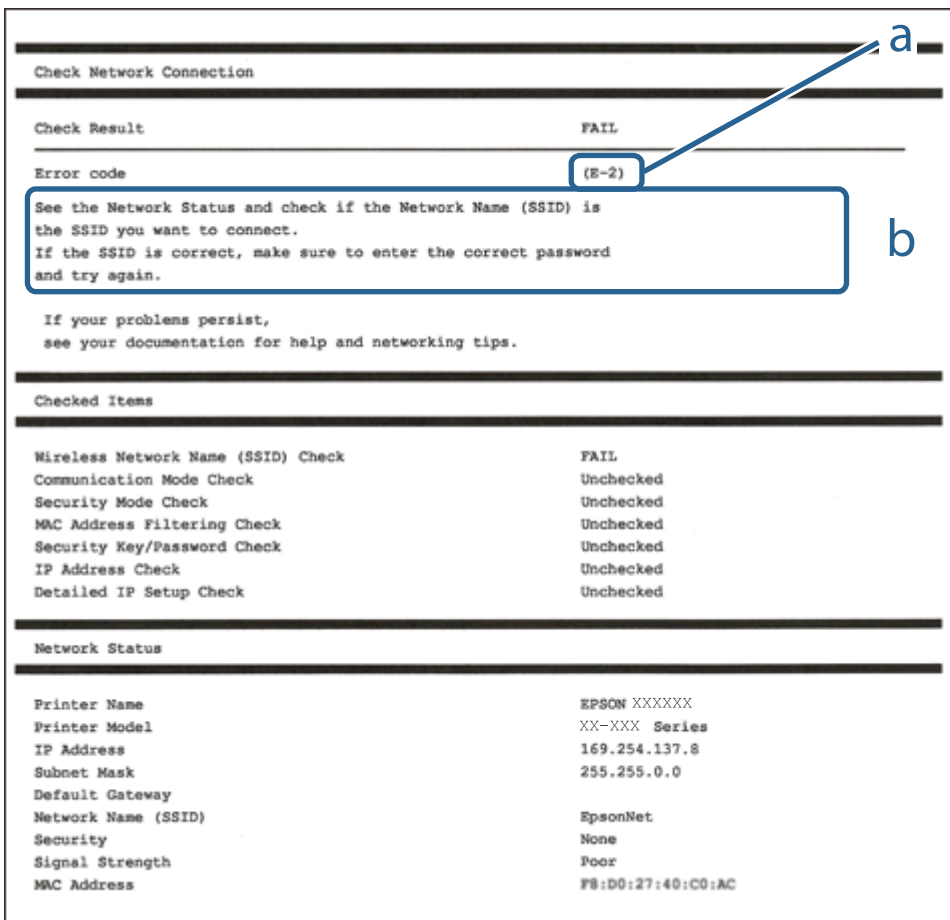 a
Check Network Connection
Check Result FAIL
Error code (E-2)
See the Network Status and check if the Network Name (SSID) is
the SSID you want to connect.
If the SSID is correct, make sure to enter the correct password
and try again.
b
If your problems persist,
see your documentation for help and networking tips.
Checked Items
Wireless Network Name (SSID) Check FAIL
Communication Mode Check Unchecked
Security Mode Check Unchecked
MAC Address Filtering Check Unchecked
Security Key/Password Check Unchecked
IP Address Check Unchecked
Detailed IP Setup Check Unchecked
Network Status
Printer Name EPSON XXXXXX
Printer Model XX-XXX Series
IP Address 169.254.137.8
Subnet Mask 255.255.0.0
Default Gateway
Network Name (SSID) EpsonNet
Security None
Signal Strength Poor
MAC Address F8:D0:27:40:C0:AC